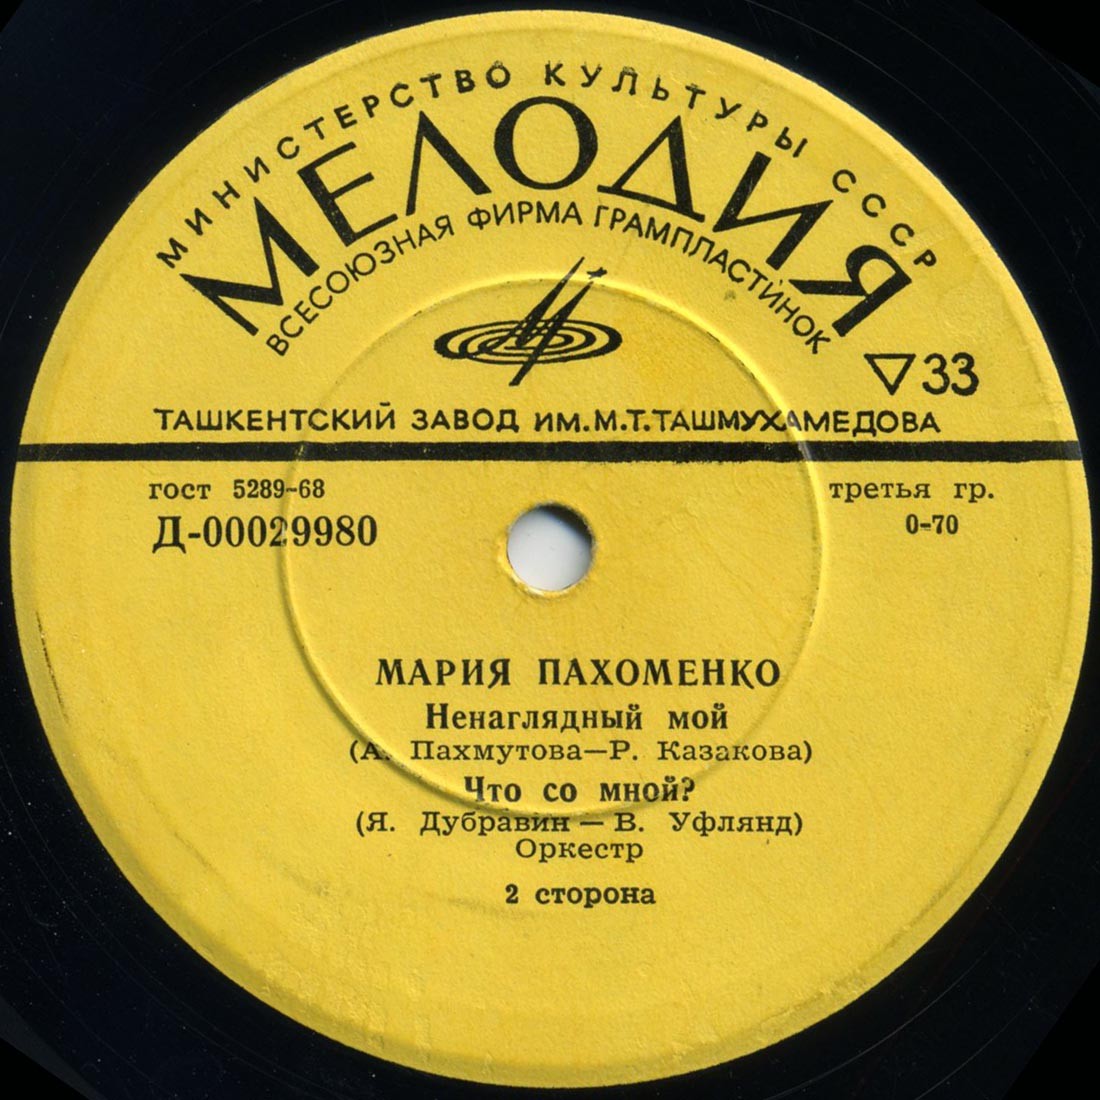 МИНИСТЕРСТВО КУЛЬТУРЫ СССР
МЕЛОДИЯ
ВСЕСОЮЗНАЯ ФИРМА ГРАМПЛАСТИНОК
▽33
ТАШКЕНТСКИЙ ЗАВОД ИМ.М.Т.ТАШМУХАМЕДОВА
гост 5289-68
третья гр.
Д-00029980
0-70
МАРИЯ ПАХОМЕНКО
Ненаглядный мой
(А. Пахмутова—Р. Казакова)
Что со мной?
(Я. Дубравин — В. Уфлянд)
Оркестр
2 сторона